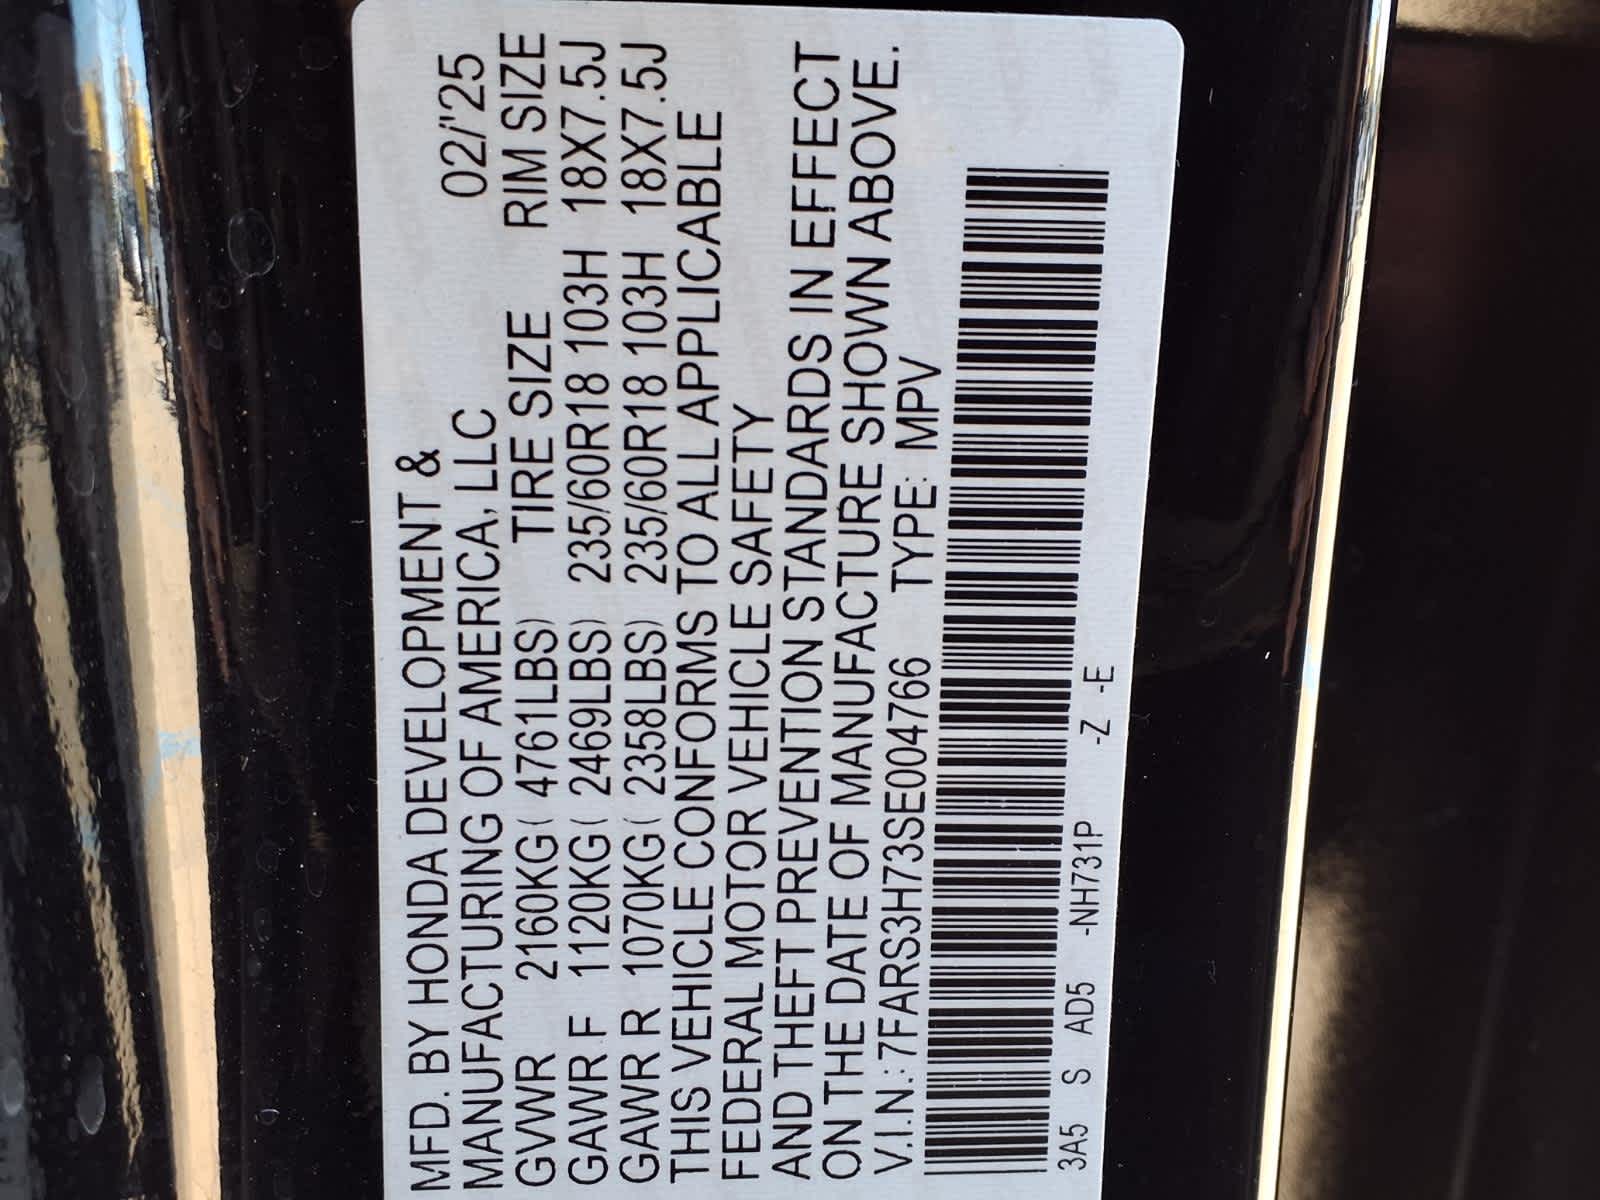 MFD. BY HONDA DEVELOPMENT &
MANUFACTURING OF AMERICA, LLC 02/'25
TIRE SIZE RIM SIZE
GVWR 2160KG( 4761LBS)
GAWR F 1120KG( 2469LBS) 235/60R18 103H 18X7.5J
GAWR R 1070KG( 2358LBS) 235/60R18 103H 18X7.5J
THIS VEHICLE CONFORMS TO ALL APPLICABLE
FEDERAL MOTOR VEHICLE SAFETY
AND THEFT PREVENTION STANDARDS IN EFFECT
ON THE DATE OF MANUFACTURE SHOWN ABOVE.
V.I.N.: 7FARS3H73SE004766 TYPE: MPV
3A5 S AD5 -NH731P -Z -E